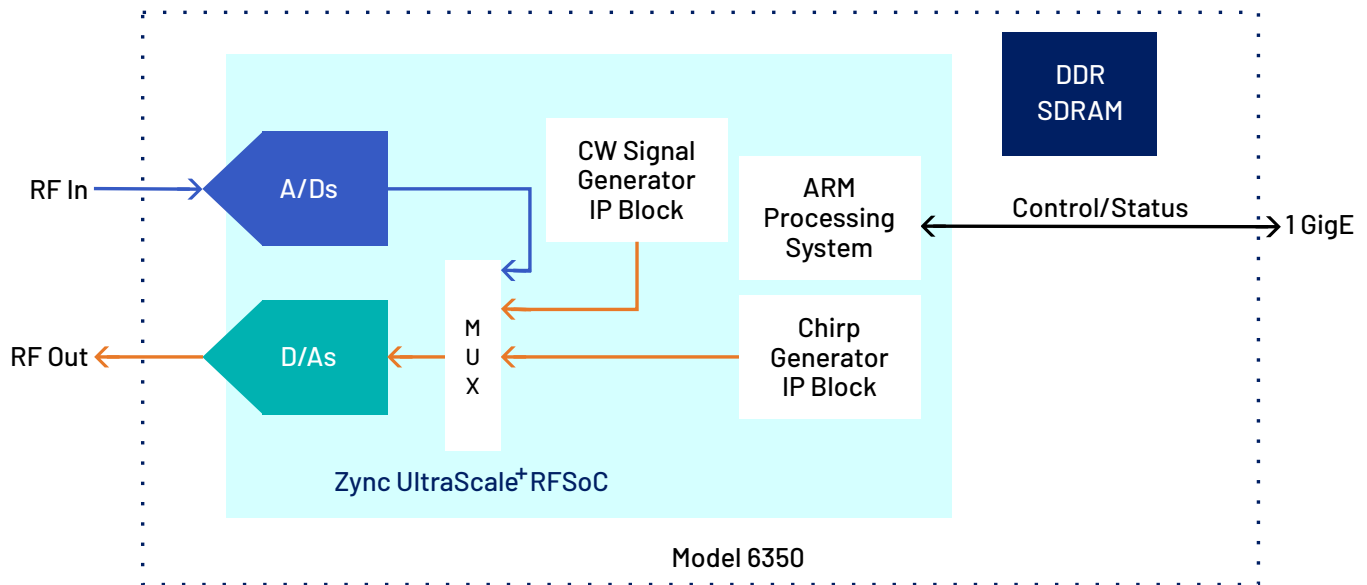 DDR
SDRAM
RF In
A/Ds
CW Signal
Generator
IP Block
ARM
Processing
System
Control/Status
1 GigE
RF Out
D/As
M
U
X
Chirp
Generator
IP Block
Zync UltraScale+ RFSoC
Model 6350